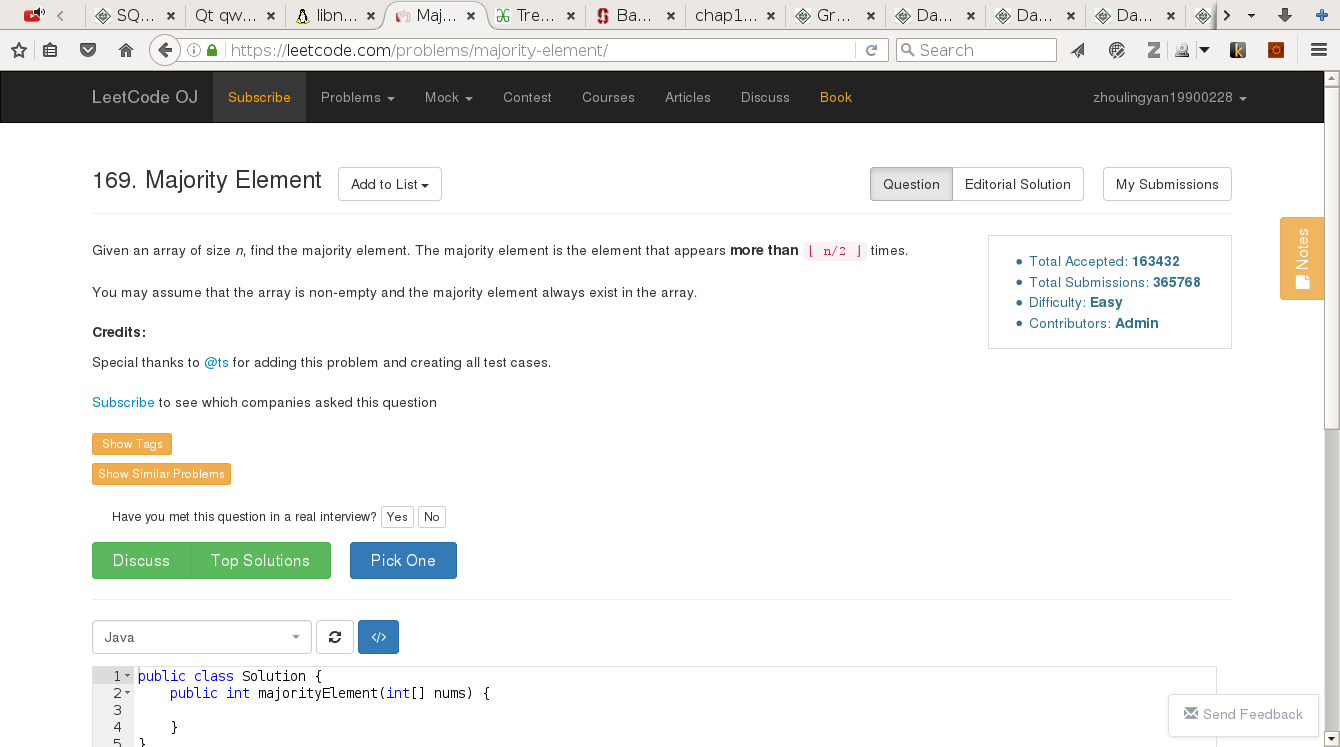 SQ... Qt qw... libn... Maj... Tre... Ba... chap1... Gr... Da... Da... Da...
https://leetcode.com/problems/majority-element/ Search
LeetCode OJ Subscribe Problems Mock Contest Courses Articles Discuss Book zhoulingyan19900228
169. Majority Element Add to List Question Editorial Solution My Submissions
Given an array of size n, find the majority element. The majority element is the element that appears more than ⌊ n/2 ⌋ times.
You may assume that the array is non-empty and the majority element always exist in the array.
Credits:
Special thanks to @ts for adding this problem and creating all test cases.
Subscribe to see which companies asked this question
Total Accepted: 163432
Total Submissions: 365768
Difficulty: Easy
Contributors: Admin
Notes
Show Tags
Show Similar Problems
Have you met this question in a real interview? Yes No
Discuss Top Solutions Pick One
Java </>
1 public class Solution {
2 public int majorityElement(int[] nums) {
3
4 }
5 }
Send Feedback